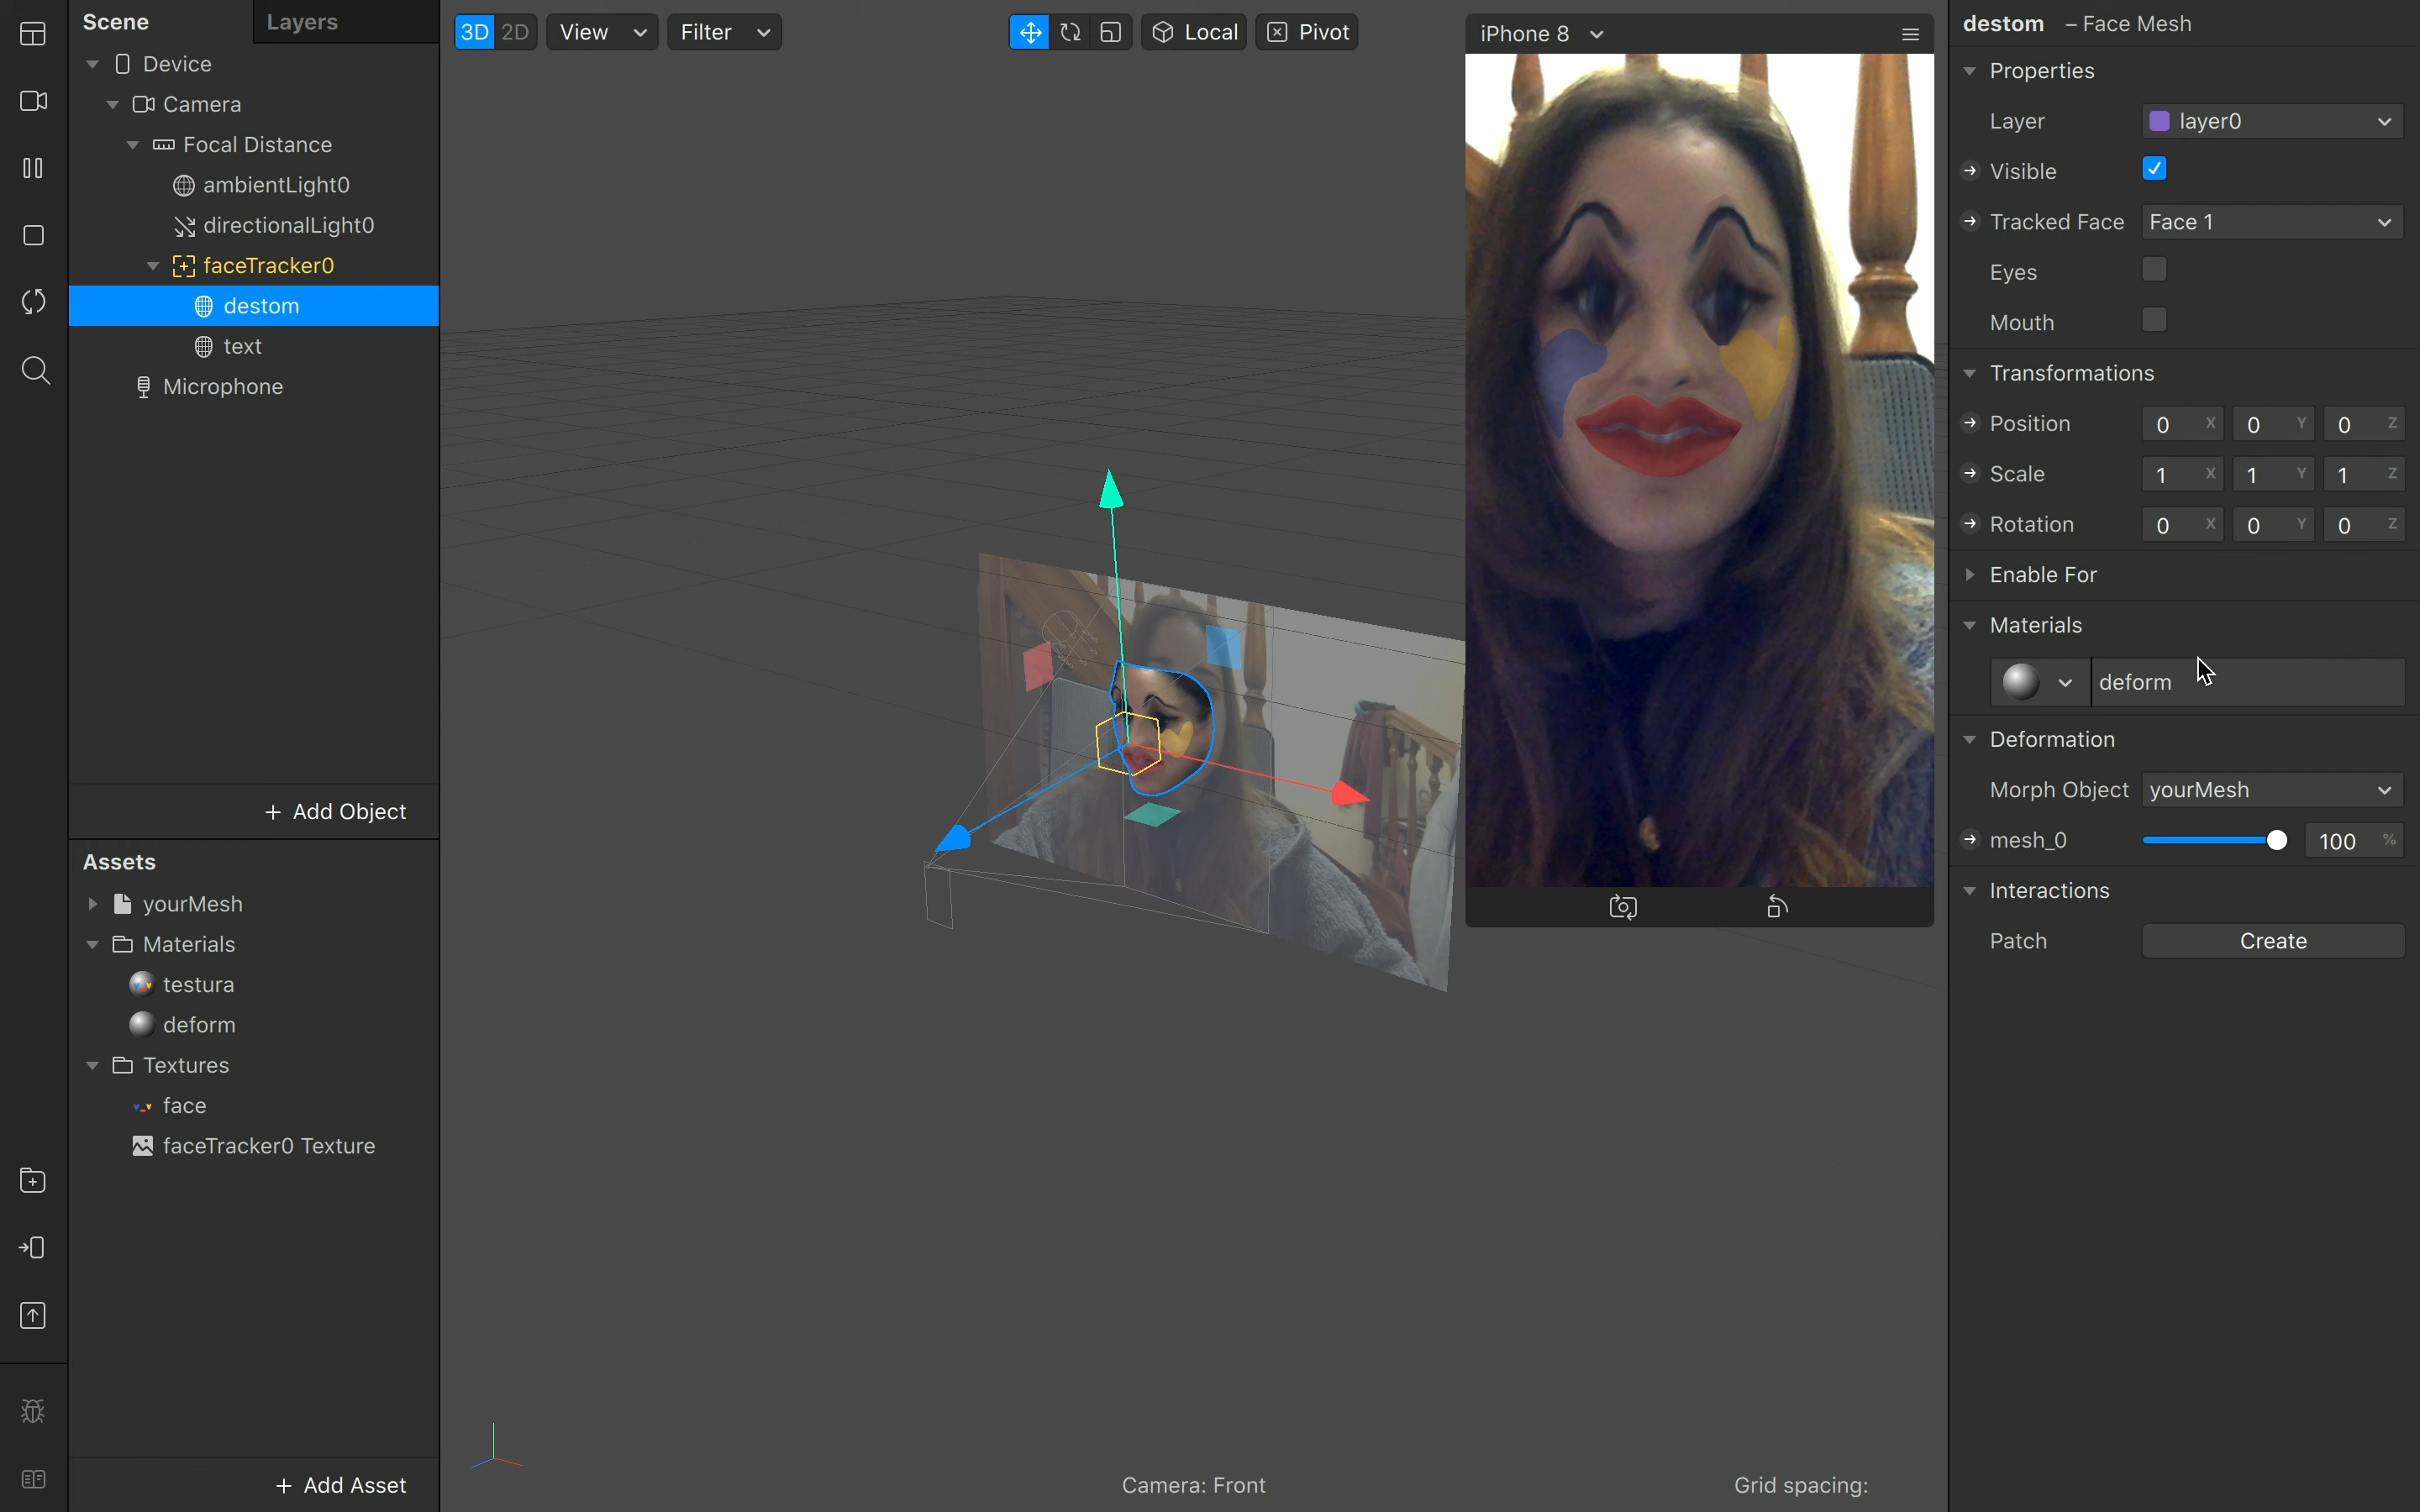 Scene
Layers
Device
Camera
Focal Distance
ambientLight0
directionalLight0
faceTracker0
destom
text
Microphone
+ Add Object
Assets
yourMesh
Materials
testura
deform
Textures
face
faceTracker0 Texture
+ Add Asset
3D 2D View Filter
Local Pivot
iPhone 8
Camera: Front
Grid spacing:
destom – Face Mesh
Properties
Layer layer0
Visible
Tracked Face Face 1
Eyes
Mouth
Transformations
Position 0 X 0 Y 0 Z
Scale 1 X 1 Y 1 Z
Rotation 0 X 0 Y 0 Z
Enable For
Materials
deform
Deformation
Morph Object yourMesh
mesh_0 100 %
Interactions
Patch Create